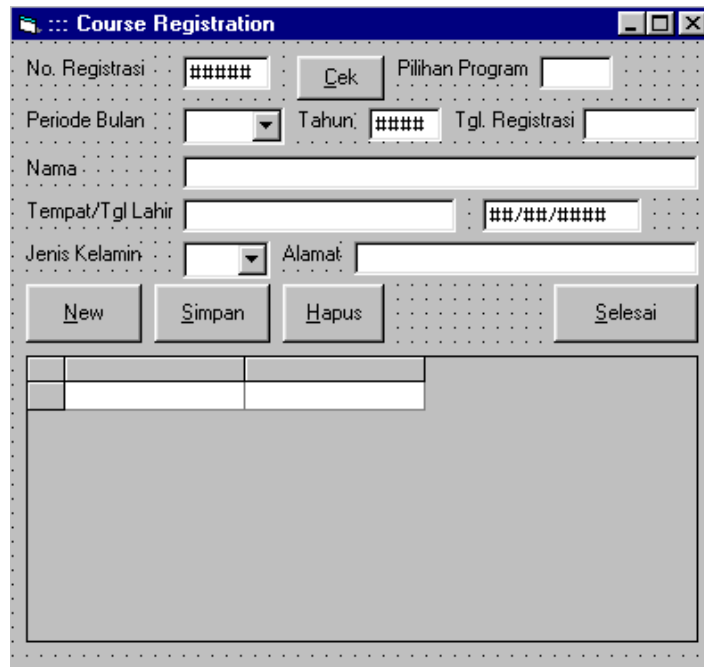 ::: Course Registration
No. Registrasi ##### Cek Pilihan Program
Periode Bulan Tahun #### Tgl. Registrasi
Nama
Tempat/Tgl Lahir ##/##/####
Jenis Kelamin Alamat
New Simpan Hapus Selesai